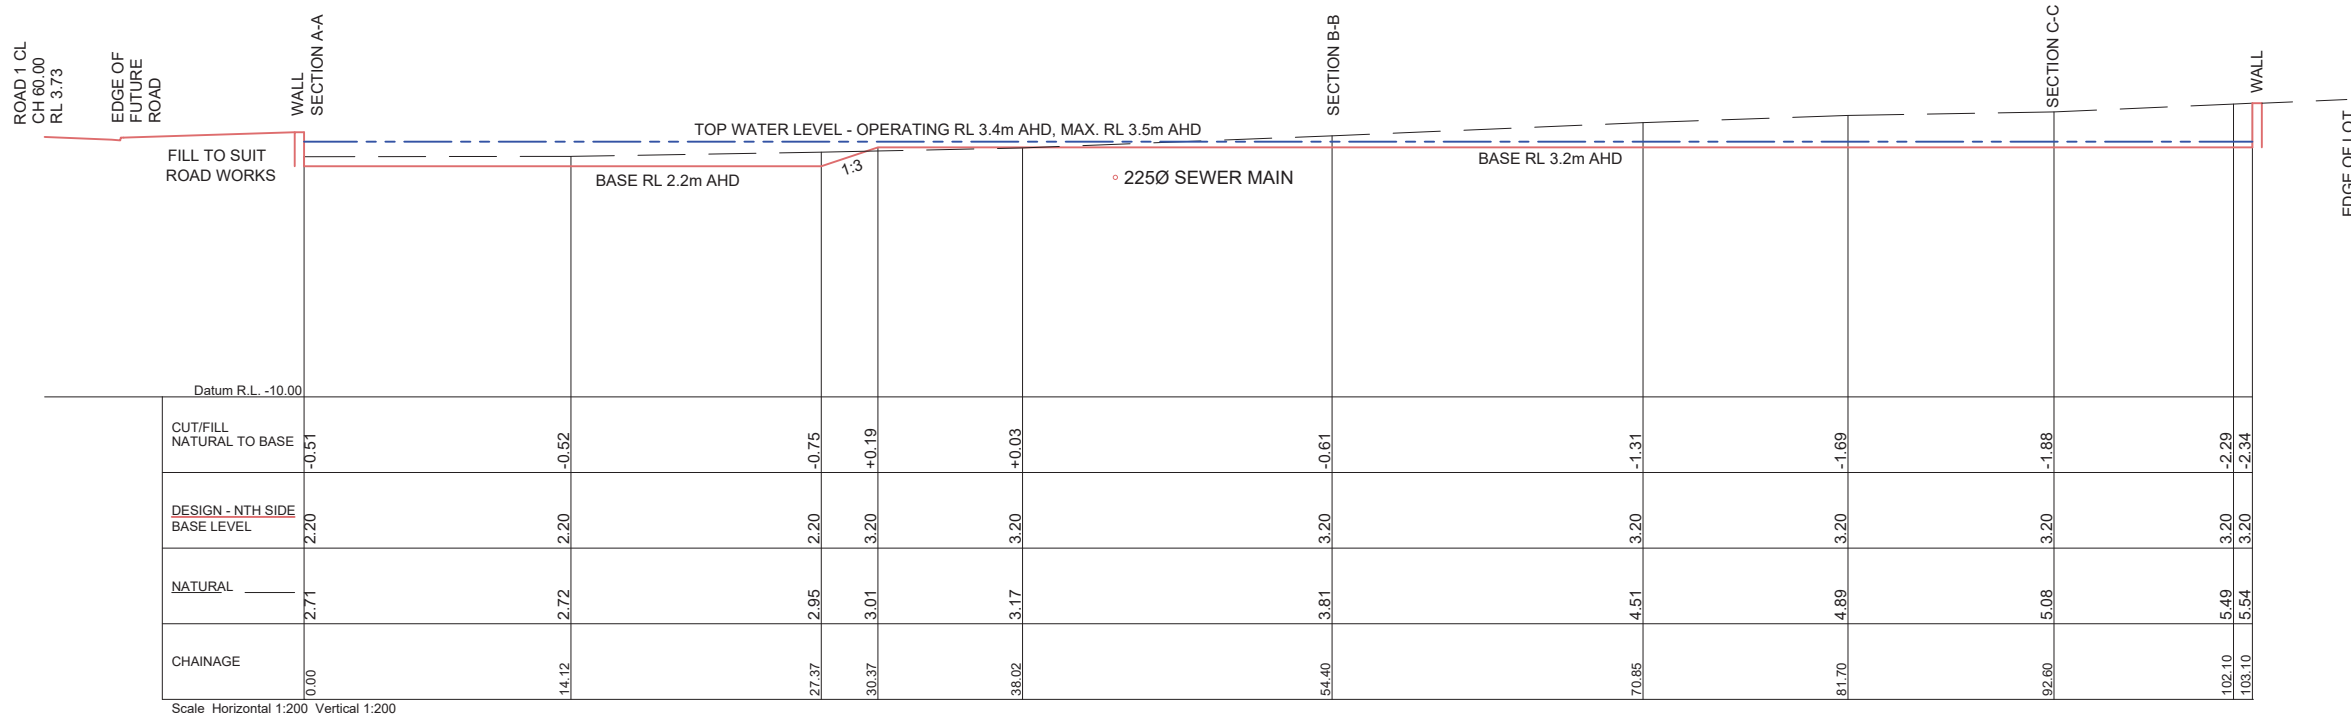 ROAD 1 CL
CH 60.00
RL 3.73
EDGE OF
FUTURE
ROAD
WALL
SECTION A-A
SECTION B-B
SECTION C-C
WALL
EDGE OF LOT
TOP WATER LEVEL - OPERATING RL 3.4m AHD, MAX. RL 3.5m AHD
FILL TO SUIT
ROAD WORKS
BASE RL 2.2m AHD
1:3
225Ø SEWER MAIN
BASE RL 3.2m AHD
Datum R.L. -10.00
CUT/FILL
NATURAL TO BASE
-0.51
-0.52
-0.75
+0.19
+0.03
-0.61
-1.31
-1.69
-1.88
-2.29
-2.34
DESIGN - NTH SIDE
BASE LEVEL
2.20
2.20
2.20
3.20
3.20
3.20
3.20
3.20
3.20
3.20
3.20
NATURAL
2.71
2.72
2.95
3.01
3.17
3.81
4.51
4.89
5.08
5.49
5.54
CHAINAGE
0.00
14.12
27.37
30.37
38.02
54.40
70.85
81.70
92.60
102.10
103.10
Scale Horizontal 1:200 Vertical 1:200